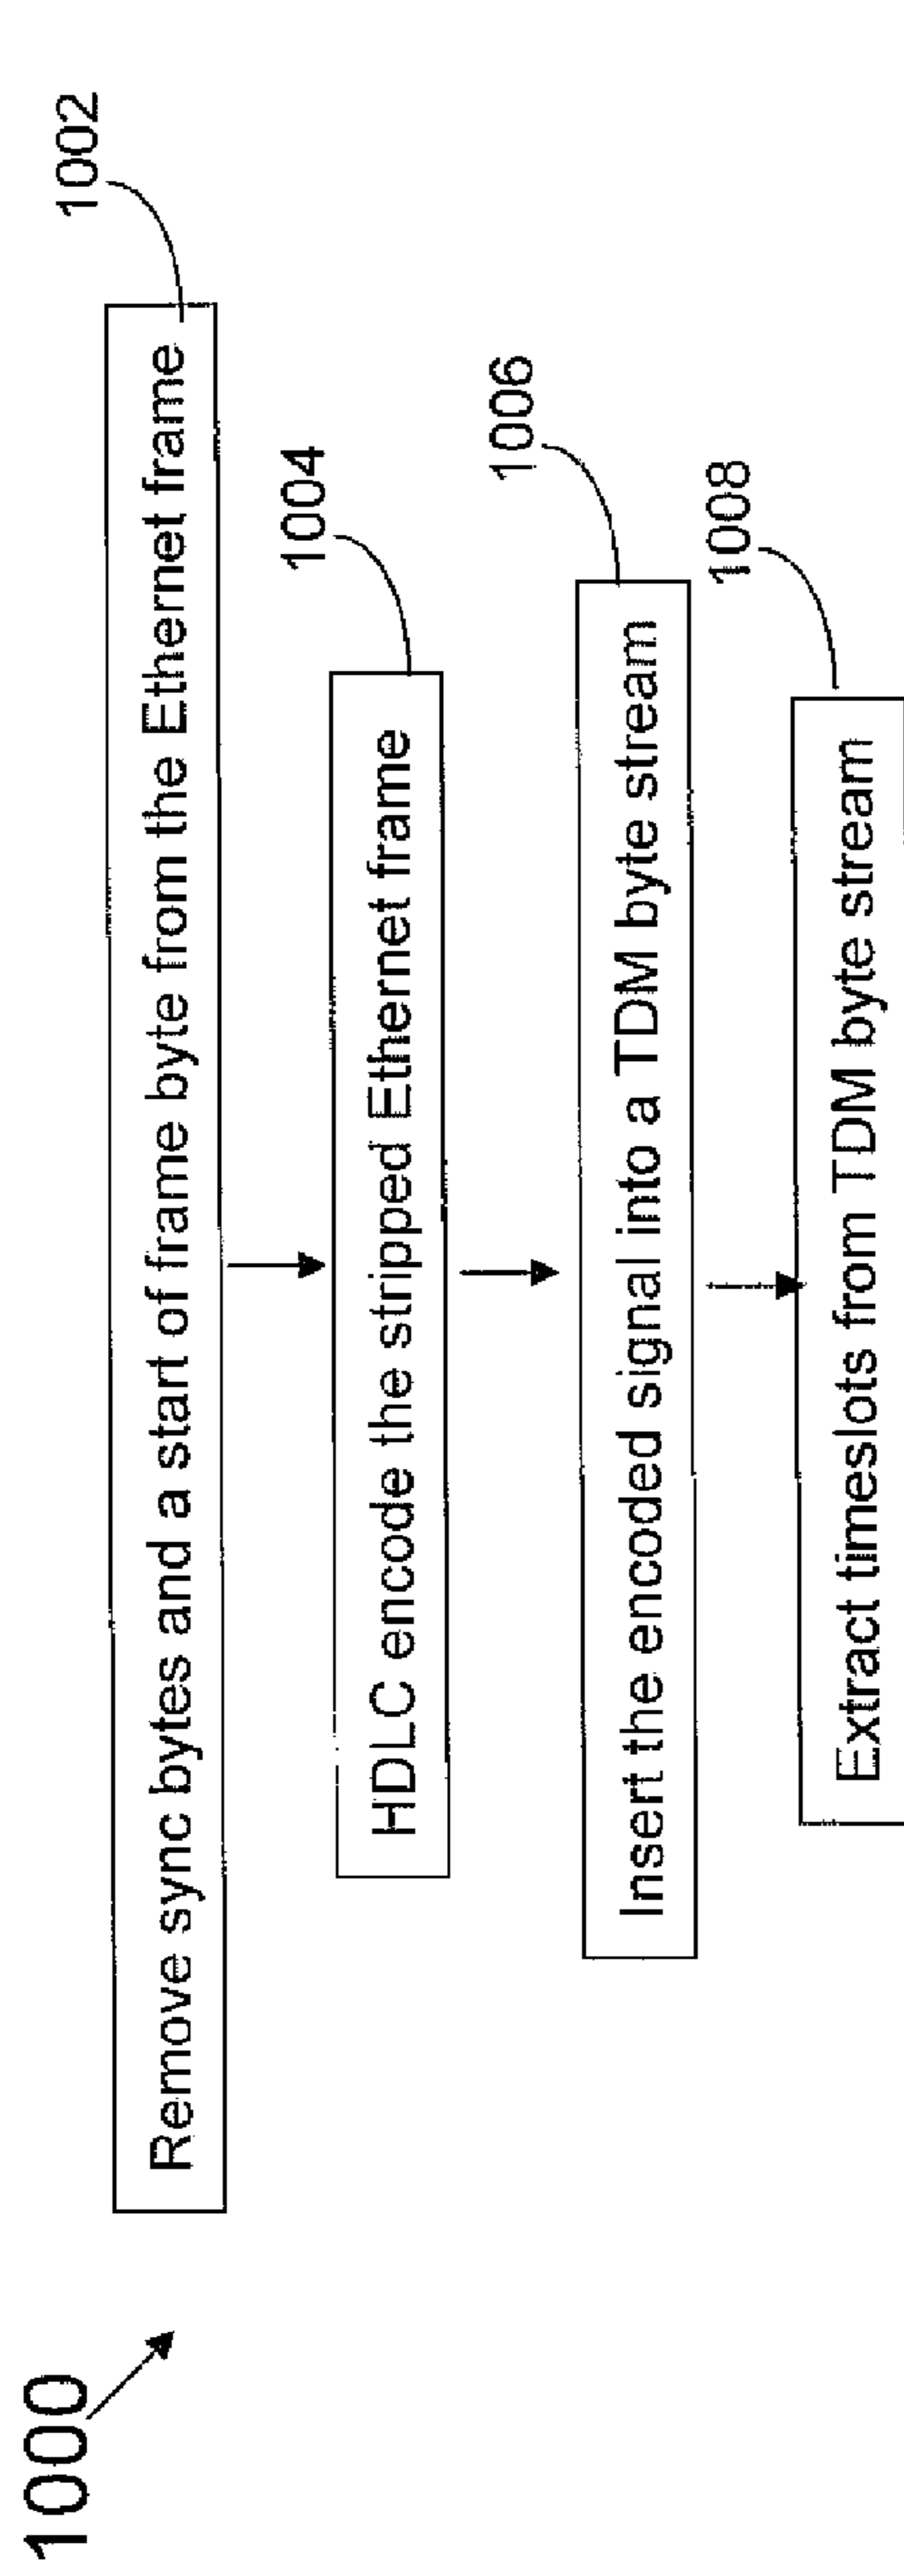 1000
Remove sync bytes and a start of frame byte from the Ethernet frame
1002
HDLC encode the stripped Ethernet frame
1004
Insert the encoded signal into a TDM byte stream
1006
Extract timeslots from TDM byte stream
1008